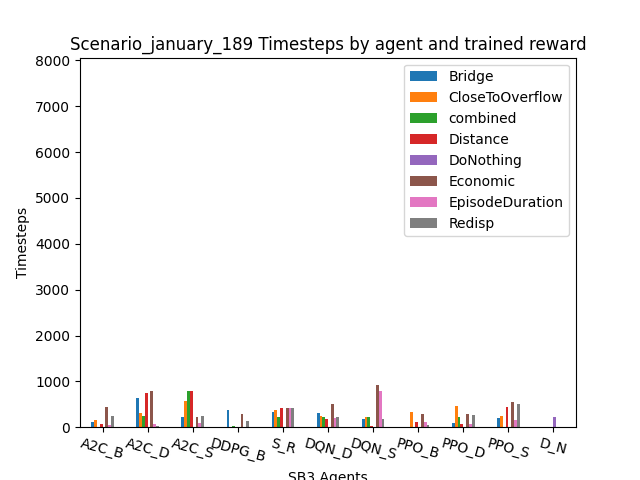 Scenario_january_189 Timesteps by agent and trained reward
8000
7000
6000
5000
4000
3000
2000
1000
0
Timesteps
Bridge
CloseToOverflow
combined
Distance
DoNothing
Economic
EpisodeDuration
Redisp
A2C_B A2C_D A2C_S DDPG_B S_R DQN_D DQN_S PPO_B PPO_D PPO_S D_N
SB3 Agents